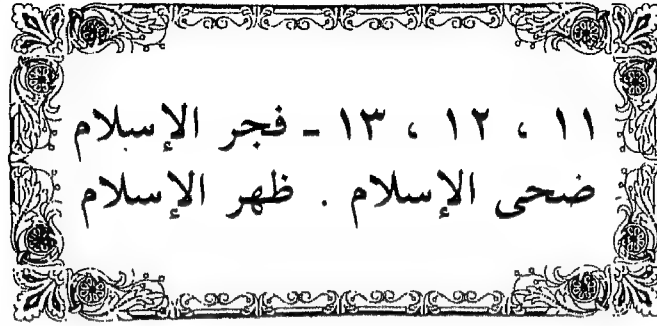 ١١ ، ١٢ ، ١٣ ـ فجر الإسلام
ضحى الإسلام . ظهر الإسلام